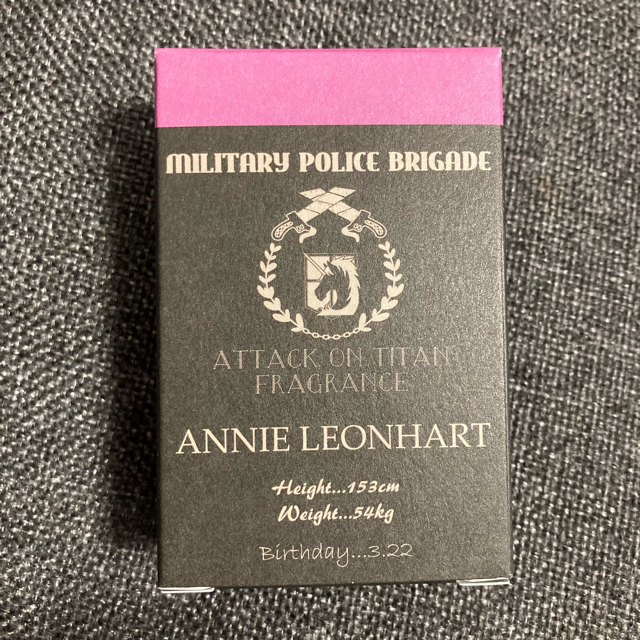 MILITARY POLICE BRIGADE
ATTACK ON TITAN
FRAGRANCE
ANNIE LEONHART
Height...153cm
Weight...54kg
Birthday...3.22